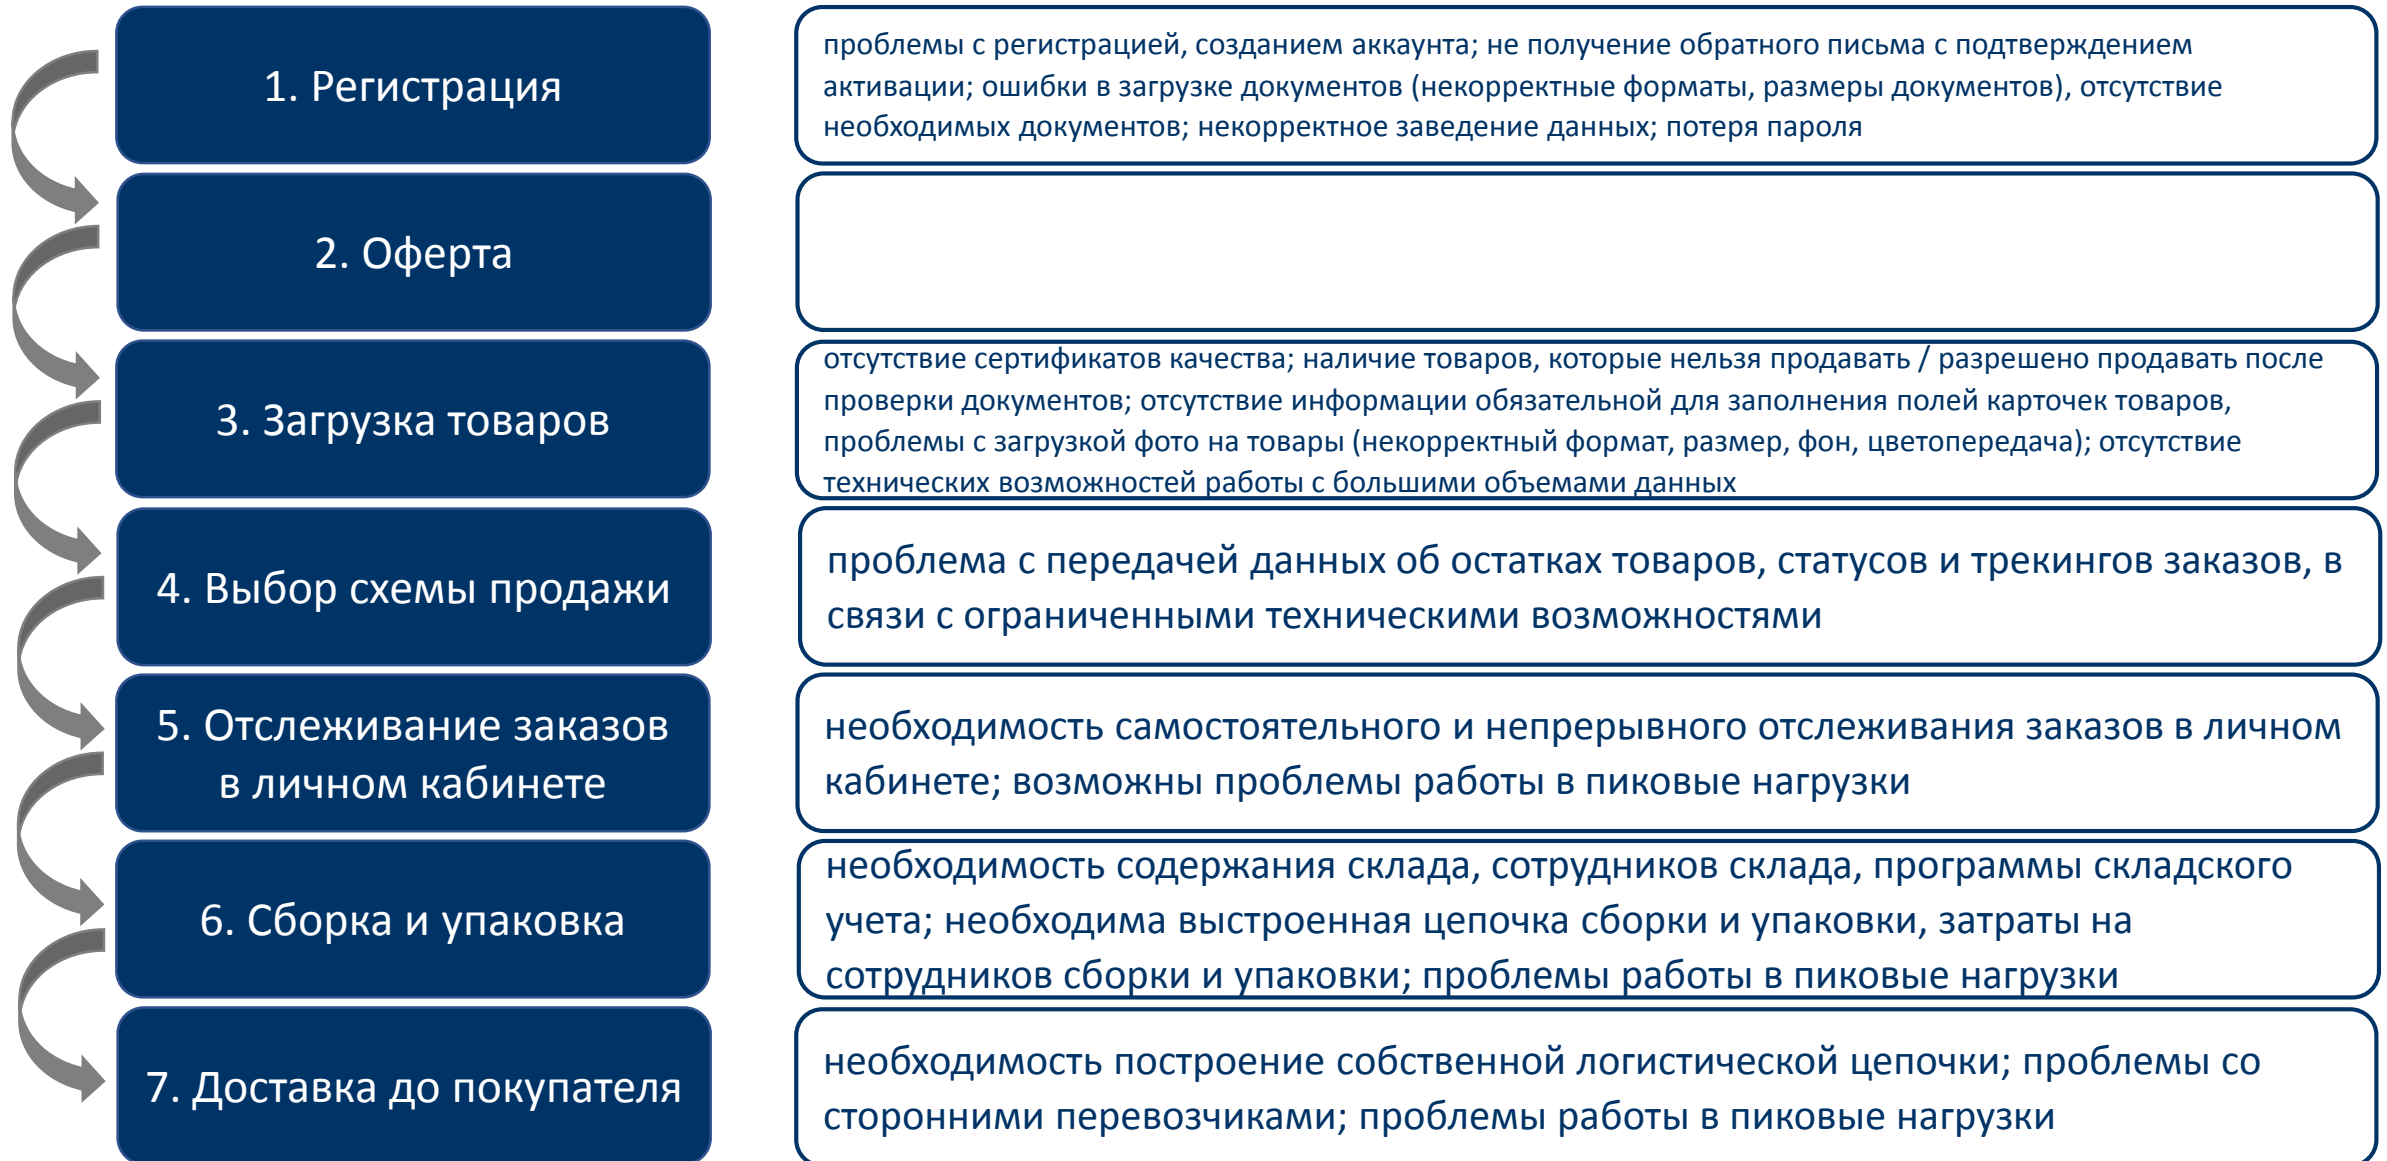 1. Регистрация
проблемы с регистрацией, созданием аккаунта; не получение обратного письма с подтверждением
активации; ошибки в загрузке документов (некорректные форматы, размеры документов), отсутствие
необходимых документов; некорректное заведение данных; потеря пароля
2. Оферта
3. Загрузка товаров
отсутствие сертификатов качества; наличие товаров, которые нельзя продавать / разрешено продавать после
проверки документов; отсутствие информации обязательной для заполнения полей карточек товаров,
проблемы с загрузкой фото на товары (некорректный формат, размер, фон, цветопередача); отсутствие
технических возможностей работы с большими объемами данных
4. Выбор схемы продажи
проблема с передачей данных об остатках товаров, статусов и трекингов заказов, в
связи с ограниченными техническими возможностями
5. Отслеживание заказов
в личном кабинете
необходимость самостоятельного и непрерывного отслеживания заказов в личном
кабинете; возможны проблемы работы в пиковые нагрузки
6. Сборка и упаковка
необходимость содержания склада, сотрудников склада, программы складского
учета; необходима выстроенная цепочка сборки и упаковки, затраты на
сотрудников сборки и упаковки; проблемы работы в пиковые нагрузки
7. Доставка до покупателя
необходимость построение собственной логистической цепочки; проблемы со
сторонними перевозчиками; проблемы работы в пиковые нагрузки